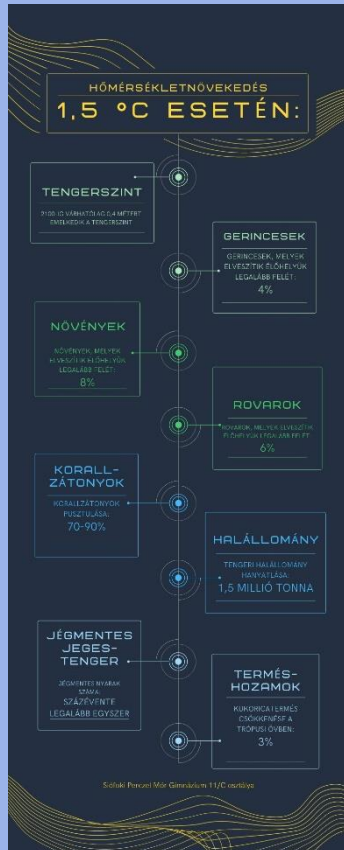 HŐMÉRSÉKLETNÖVEKEDÉS
1,5 °C ESETÉN:
TENGERSZINT
2100-IG VÁRHATÓLAG 0,4 MÉTERT
EMELKEDIK A TENGERSZINT
GERINCESEK
GERINCESEK, MELYEK
ELVESZÍTIK ÉLŐHELYÜK
LEGALÁBB FELÉT:
4%
NÖVÉNYEK
NÖVÉNYEK, MELYEK
ELVESZÍTIK ÉLŐHELYÜK
LEGALÁBB FELÉT:
8%
ROVAROK
ROVAROK, MELYEK ELVESZÍTIK
ÉLŐHELYÜK LEGALÁBB FELÉT:
6%
KORALL-
ZÁTONYOK
KORALLZÁTONYOK
PUSZTULÁSA:
70-90%
HALÁLLOMÁNY
TENGERI HALÁLLOMÁNY
HANYATLÁSA:
1,5 MILLIÓ TONNA
JÉGMENTES
JEGES-
TENGER
JÉGMENTES NYARAK
SZÁMA:
SZÁZÉVENTE
LEGALÁBB EGYSZER
TERMÉS-
HOZAMOK
KUKORICATERMÉS
CSÖKKENÉSE A
TRÓPUSI ÖVBEN:
3%
Siófoki Perczel Mór Gimnázium 11/C osztálya